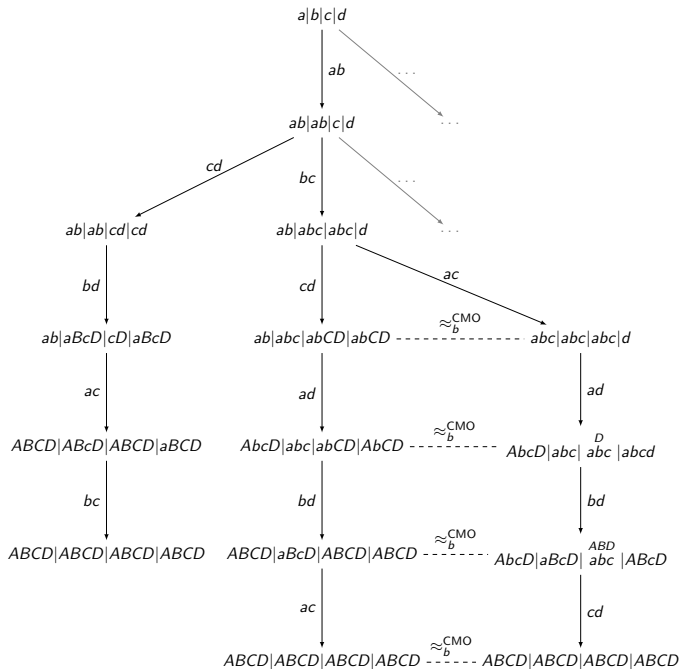 a|b|c|d
ab
...
ab|ab|c|d
...
cd
bc
...
ab|ab|cd|cd
ab|abc|abc|d
...
bd
cd
ac
ab|aBcD|cD|aBcD
ab|abc|abCD|abCD
≈_b^CMO
abc|abc|abc|d
ac
ad
ad
ABCD|ABcD|ABCD|aBCD
AbcD|abc|abCD|AbCD
≈_b^CMO
D
AbcD|abc| abc |abcd
bc
bd
bd
ABCD|ABCD|ABCD|ABCD
ABCD|aBcD|ABCD|ABCD
≈_b^CMO
ABD
AbcD|aBcD| abc |ABcD
ac
cd
ABCD|ABCD|ABCD|ABCD
≈_b^CMO
ABCD|ABCD|ABCD|ABCD